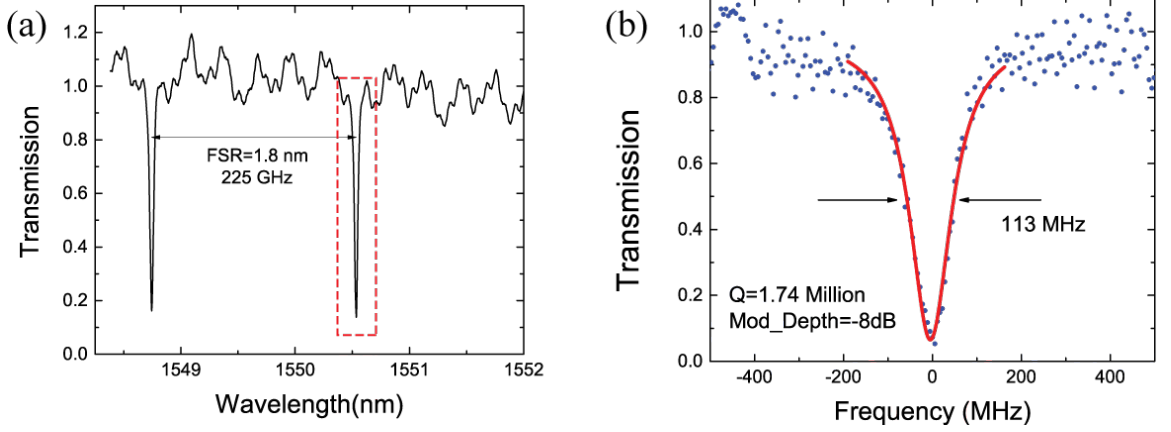 (a)
1.2
1.0
0.8
0.6
0.4
0.2
0.0
Transmission
FSR=1.8 nm
225 GHz
1549
1550
1551
1552
Wavelength(nm)
(b)
1.0
0.8
0.6
0.4
0.2
0.0
Transmission
113 MHz
Q=1.74 Million
Mod_Depth=-8dB
-400
-200
0
200
400
Frequency (MHz)